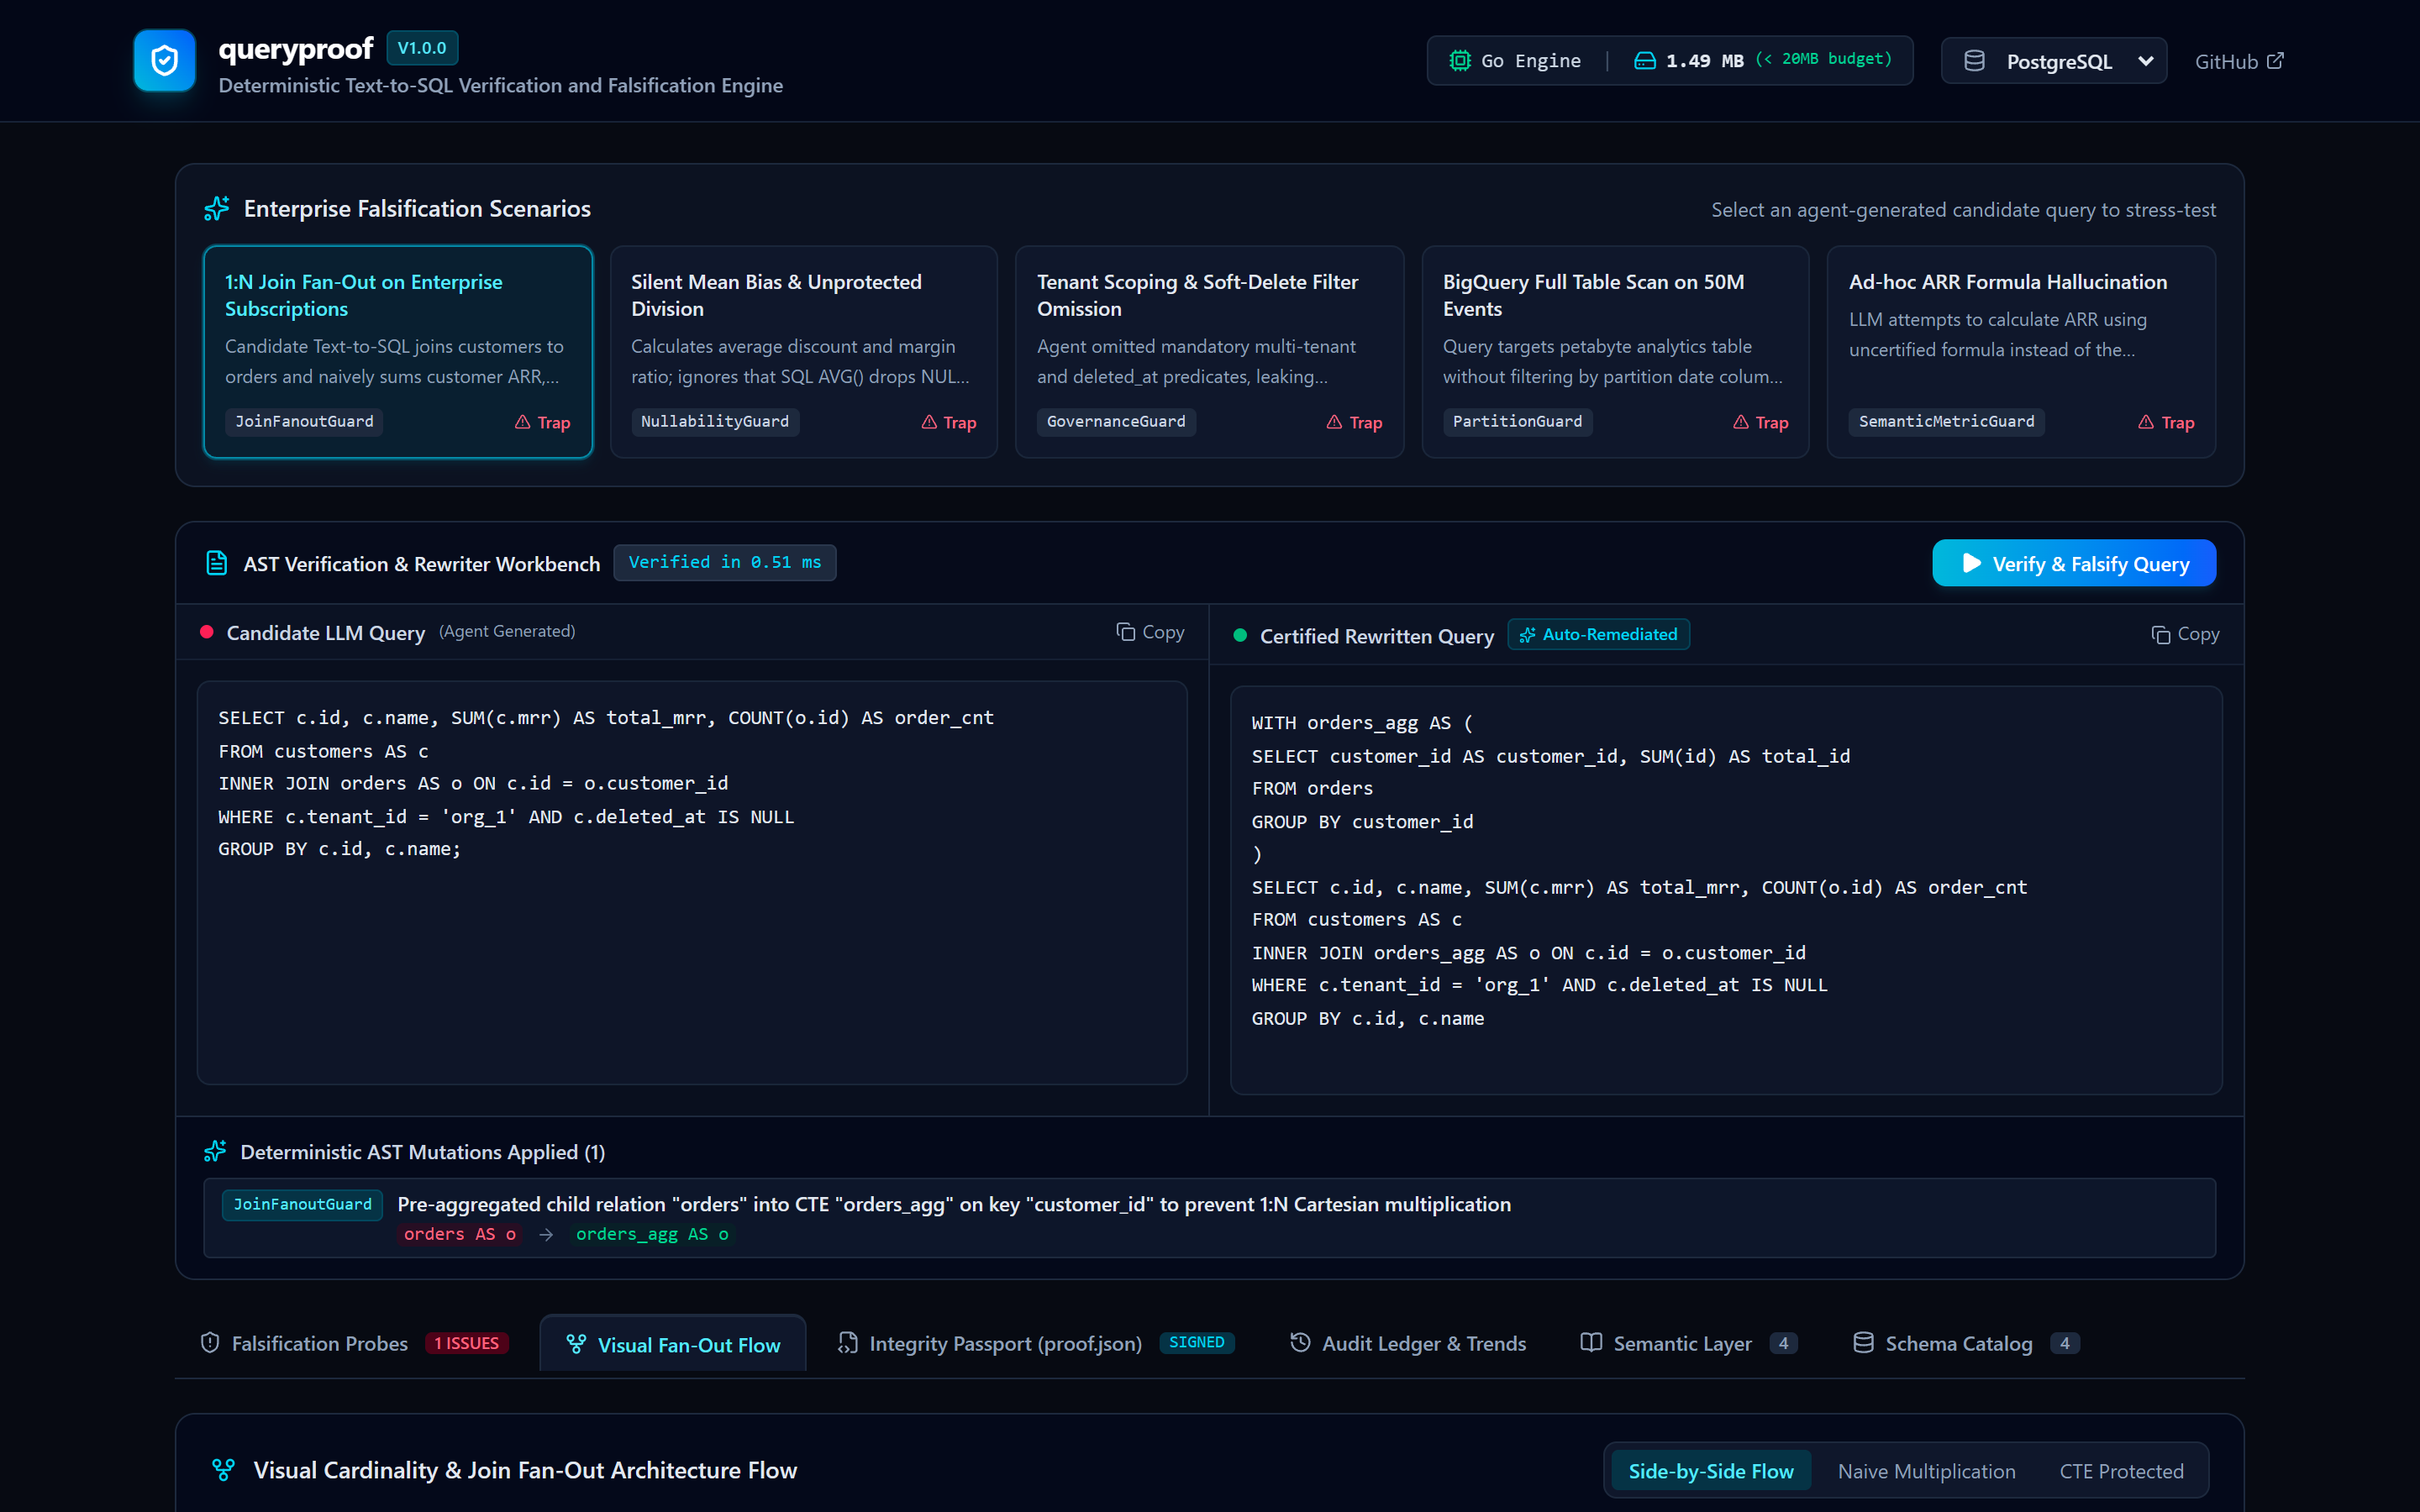 queryproof V1.0.0
Deterministic Text-to-SQL Verification and Falsification Engine
Go Engine | 1.49 MB (< 20MB budget)
PostgreSQL
GitHub
Enterprise Falsification Scenarios
Select an agent-generated candidate query to stress-test
1:N Join Fan-Out on Enterprise
Subscriptions
Candidate Text-to-SQL joins customers to
orders and naively sums customer ARR,...
JoinFanoutGuard
Trap
Silent Mean Bias & Unprotected
Division
Calculates average discount and margin
ratio; ignores that SQL AVG() drops NUL...
NullabilityGuard
Trap
Tenant Scoping & Soft-Delete Filter
Omission
Agent omitted mandatory multi-tenant
and deleted_at predicates, leaking...
GovernanceGuard
Trap
BigQuery Full Table Scan on 50M
Events
Query targets petabyte analytics table
without filtering by partition date colum...
PartitionGuard
Trap
Ad-hoc ARR Formula Hallucination
LLM attempts to calculate ARR using
uncertified formula instead of the...
SemanticMetricGuard
Trap
AST Verification & Rewriter Workbench
Verified in 0.51 ms
Verify & Falsify Query
Candidate LLM Query (Agent Generated)
Copy
SELECT c.id, c.name, SUM(c.mrr) AS total_mrr, COUNT(o.id) AS order_cnt
FROM customers AS c
INNER JOIN orders AS o ON c.id = o.customer_id
WHERE c.tenant_id = 'org_1' AND c.deleted_at IS NULL
GROUP BY c.id, c.name;
Certified Rewritten Query
Auto-Remediated
Copy
WITH orders_agg AS (
SELECT customer_id AS customer_id, SUM(id) AS total_id
FROM orders
GROUP BY customer_id
)
SELECT c.id, c.name, SUM(c.mrr) AS total_mrr, COUNT(o.id) AS order_cnt
FROM customers AS c
INNER JOIN orders_agg AS o ON c.id = o.customer_id
WHERE c.tenant_id = 'org_1' AND c.deleted_at IS NULL
GROUP BY c.id, c.name
Deterministic AST Mutations Applied (1)
JoinFanoutGuard
Pre-aggregated child relation "orders" into CTE "orders_agg" on key "customer_id" to prevent 1:N Cartesian multiplication
orders AS o → orders_agg AS o
Falsification Probes 1 ISSUES
Visual Fan-Out Flow
Integrity Passport (proof.json) SIGNED
Audit Ledger & Trends
Semantic Layer 4
Schema Catalog 4
Visual Cardinality & Join Fan-Out Architecture Flow
Side-by-Side Flow
Naive Multiplication
CTE Protected